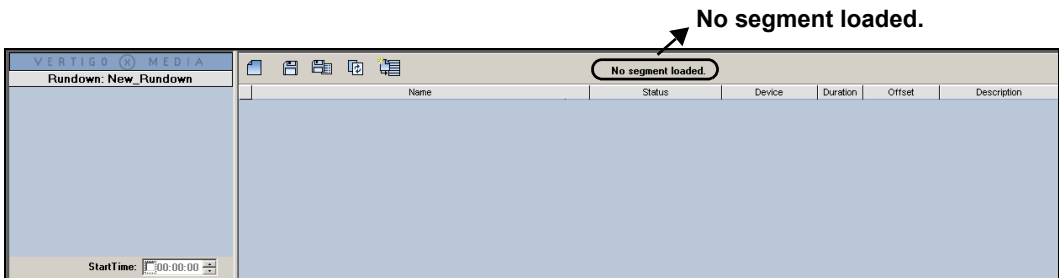 No segment loaded.
VERTIGO X MEDIA
Rundown: New_Rundown
No segment loaded.
Name Status Device Duration Offset Description
StartTime: 00:00:00